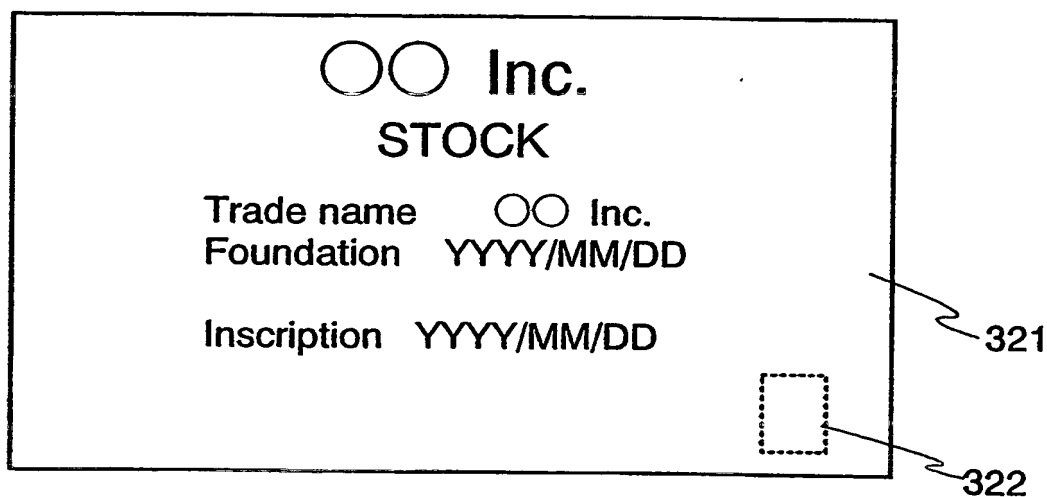 ○○ Inc.
STOCK
Trade name ○○ Inc.
Foundation YYYY/MM/DD
Inscription YYYY/MM/DD
321
322